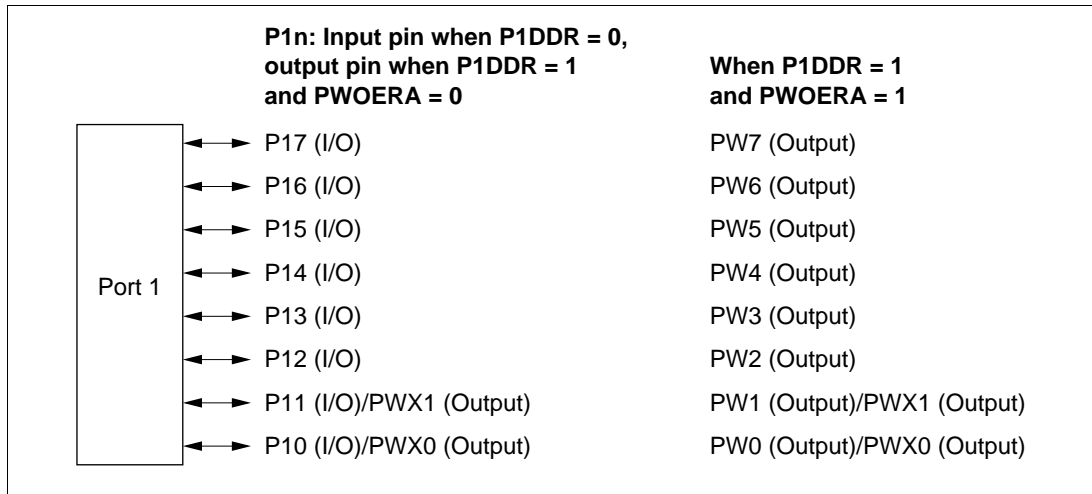 P1n: Input pin when P1DDR = 0,
output pin when P1DDR = 1
and PWOERA = 0
When P1DDR = 1
and PWOERA = 1
Port 1
P17 (I/O)
PW7 (Output)
P16 (I/O)
PW6 (Output)
P15 (I/O)
PW5 (Output)
P14 (I/O)
PW4 (Output)
P13 (I/O)
PW3 (Output)
P12 (I/O)
PW2 (Output)
P11 (I/O)/PWX1 (Output)
PW1 (Output)/PWX1 (Output)
P10 (I/O)/PWX0 (Output)
PW0 (Output)/PWX0 (Output)